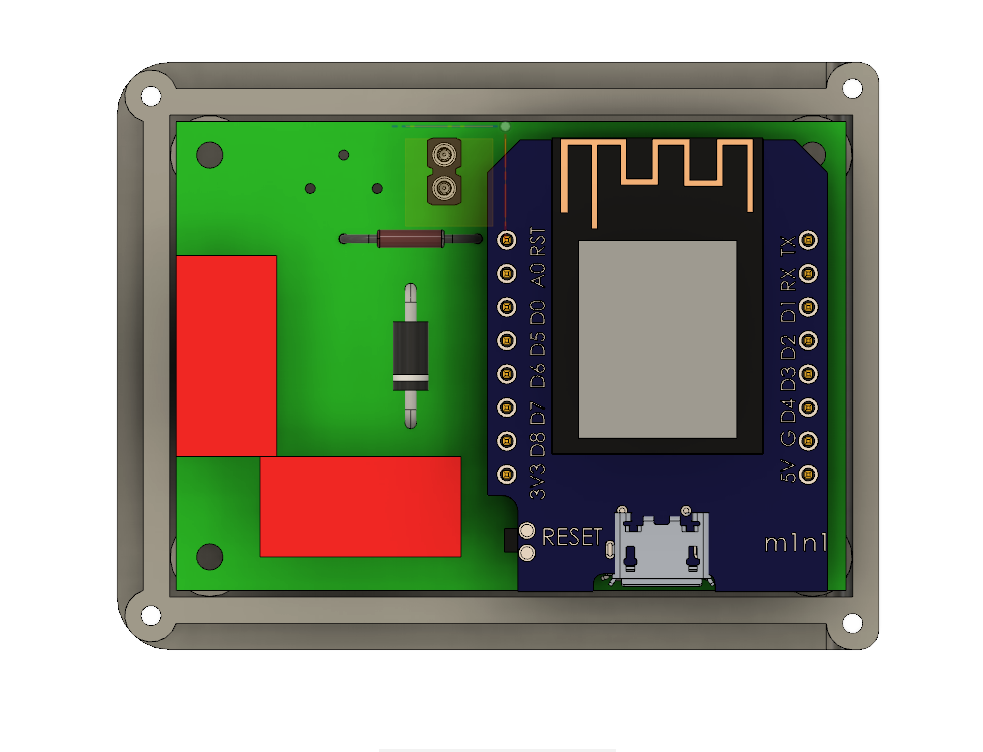 RST
A0
D0
D5
D6
D7
D8
3V3
TX
RX
D1
D2
D3
D4
G
5V
RESET
m1n1